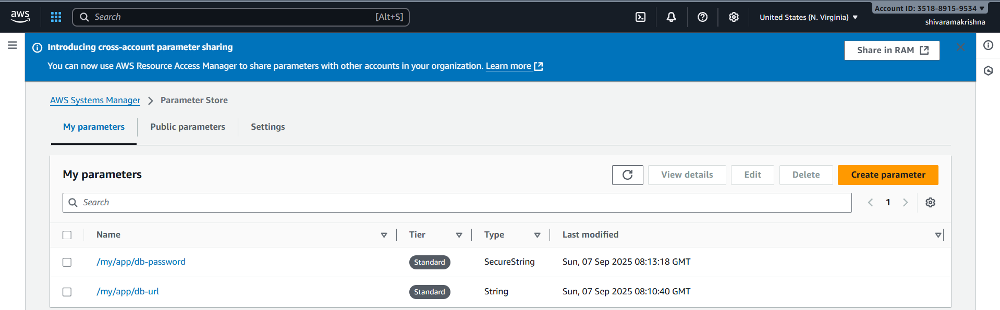 aws
Search [Alt+S]
United States (N. Virginia)
Account ID: 3518-8915-9534
shivaramakrishna
Introducing cross-account parameter sharing
You can now use AWS Resource Access Manager to share parameters with other accounts in your organization. Learn more
Share in RAM
AWS Systems Manager > Parameter Store
My parameters Public parameters Settings
My parameters
View details Edit Delete Create parameter
Search
1
Name Tier Type Last modified
/my/app/db-password Standard SecureString Sun, 07 Sep 2025 08:13:18 GMT
/my/app/db-url Standard String Sun, 07 Sep 2025 08:10:40 GMT